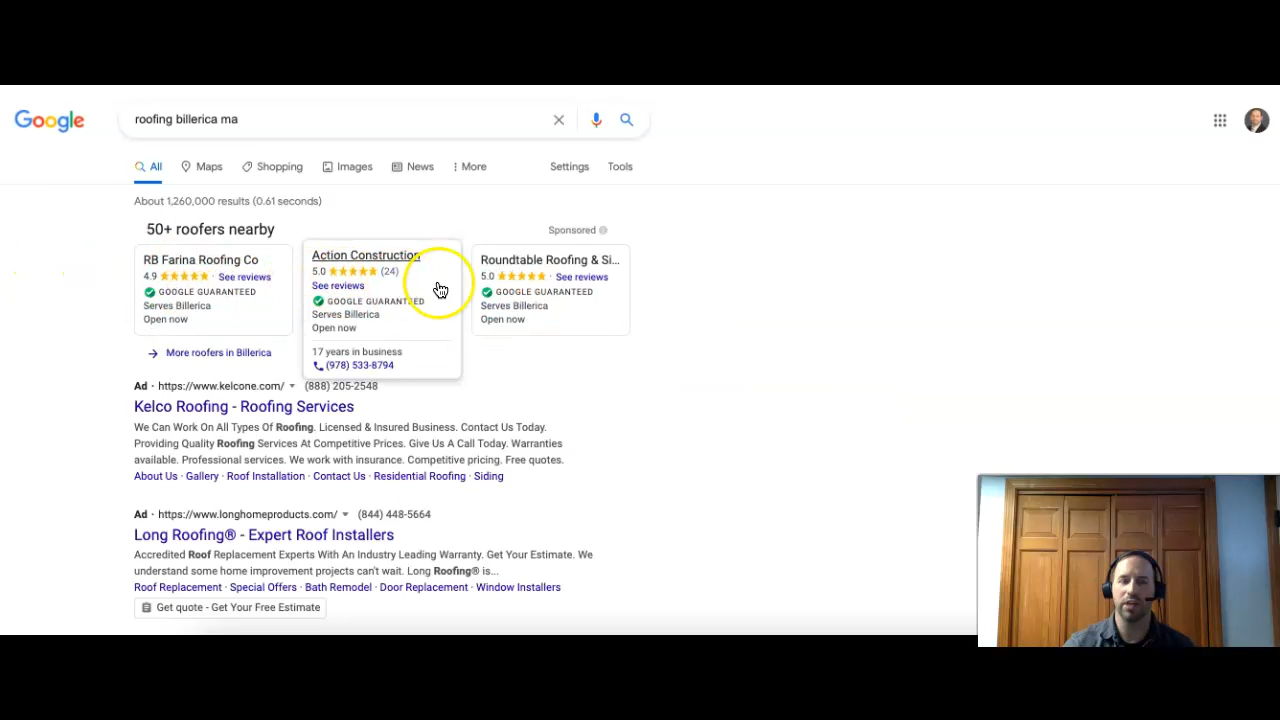 Google
roofing billerica ma
All Maps Shopping Images News More Settings Tools
About 1,260,000 results (0.61 seconds)
50+ roofers nearby
Sponsored
RB Farina Roofing Co
4.9 See reviews
GOOGLE GUARANTEED
Serves Billerica
Open now
Action Construction
5.0 (24)
See reviews
GOOGLE GUARANTEED
Serves Billerica
Open now
17 years in business
(978) 533-8794
Roundtable Roofing & Si...
5.0 See reviews
GOOGLE GUARANTEED
Serves Billerica
Open now
More roofers in Billerica
Ad · https://www.kelcone.com/ (888) 205-2548
Kelco Roofing - Roofing Services
We Can Work On All Types Of Roofing. Licensed & Insured Business. Contact Us Today.
Providing Quality Roofing Services At Competitive Prices. Give Us A Call Today. Warranties
available. Professional services. We work with insurance. Competitive pricing. Free quotes.
About Us · Gallery · Roof Installation · Contact Us · Residential Roofing · Siding
Ad · https://www.longhomeproducts.com/ (844) 448-5664
Long Roofing® - Expert Roof Installers
Accredited Roof Replacement Experts With An Industry Leading Warranty. Get Your Estimate. We
understand some home improvement projects can't wait. Long Roofing® is...
Roof Replacement · Special Offers · Bath Remodel · Door Replacement · Window Installers
Get quote - Get Your Free Estimate